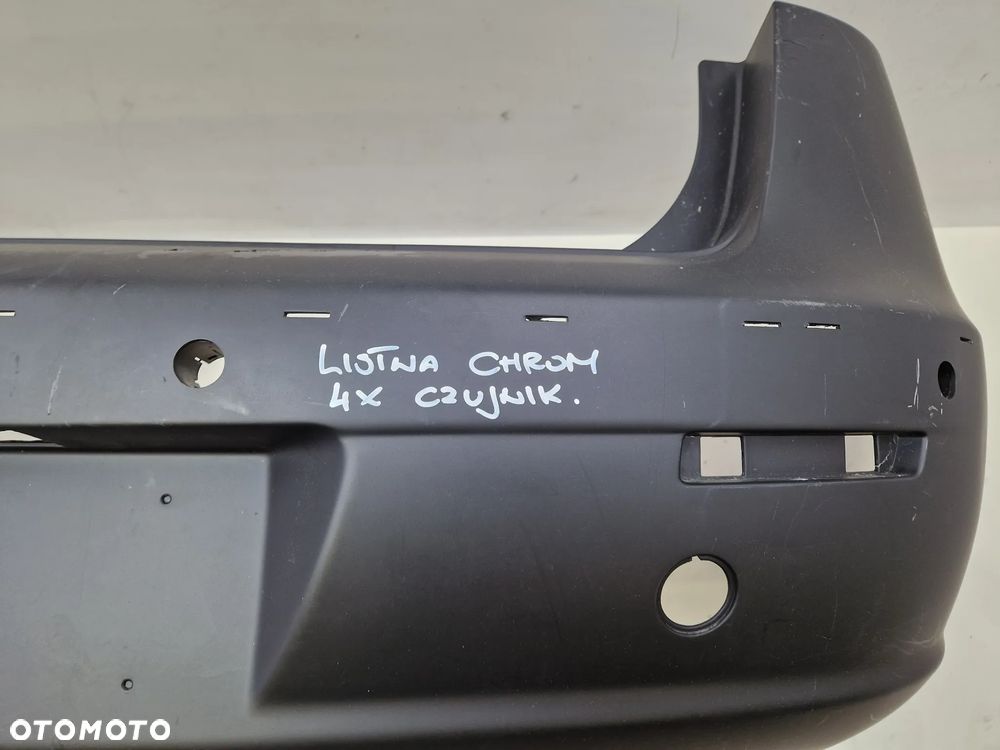 LISTWA CHROM
4X CZUJNIK.
OTOMOTO